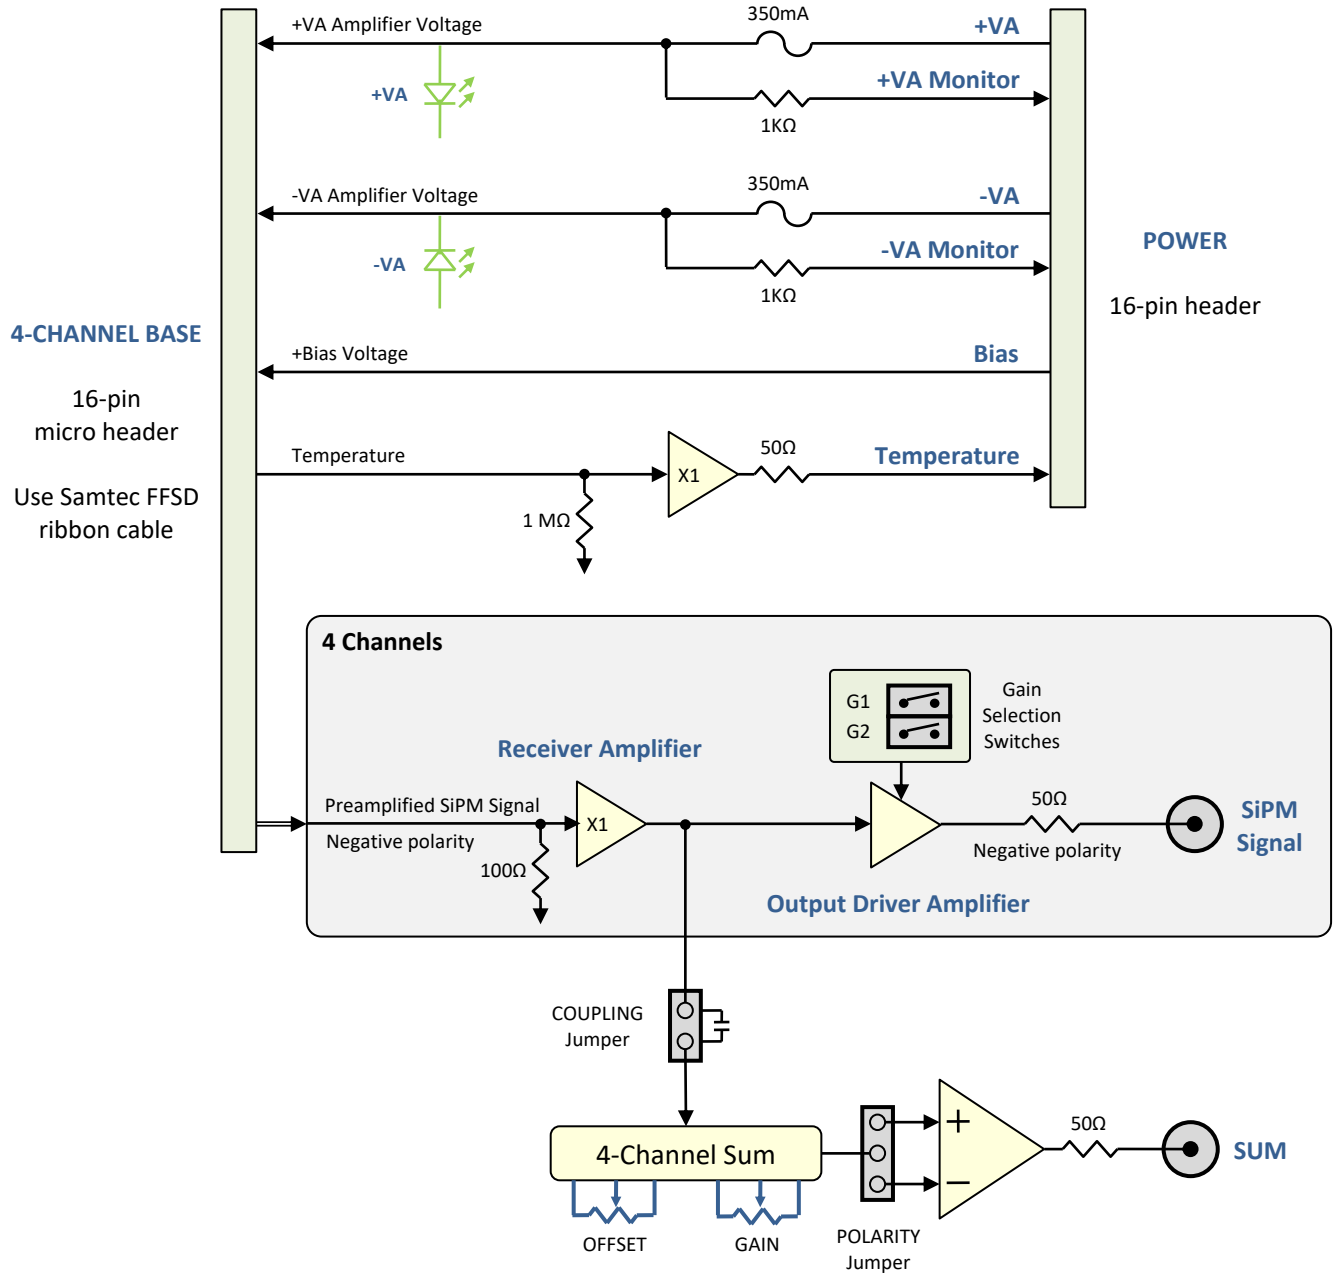 350mA
+VA Amplifier Voltage
+VA
+VA Monitor
+VA
1KΩ
350mA
-VA Amplifier Voltage
-VA
-VA Monitor
-VA
1KΩ
POWER
16-pin header
4-CHANNEL BASE
16-pin
micro header
Use Samtec FFSD
ribbon cable
+Bias Voltage
Bias
Temperature
X1
50Ω
Temperature
1 MΩ
4 Channels
G1
G2
Gain
Selection
Switches
Receiver Amplifier
Preamplified SiPM Signal
Negative polarity
X1
100Ω
50Ω
Negative polarity
SiPM
Signal
Output Driver Amplifier
COUPLING
Jumper
4-Channel Sum
OFFSET
GAIN
POLARITY
Jumper
+
−
50Ω
SUM